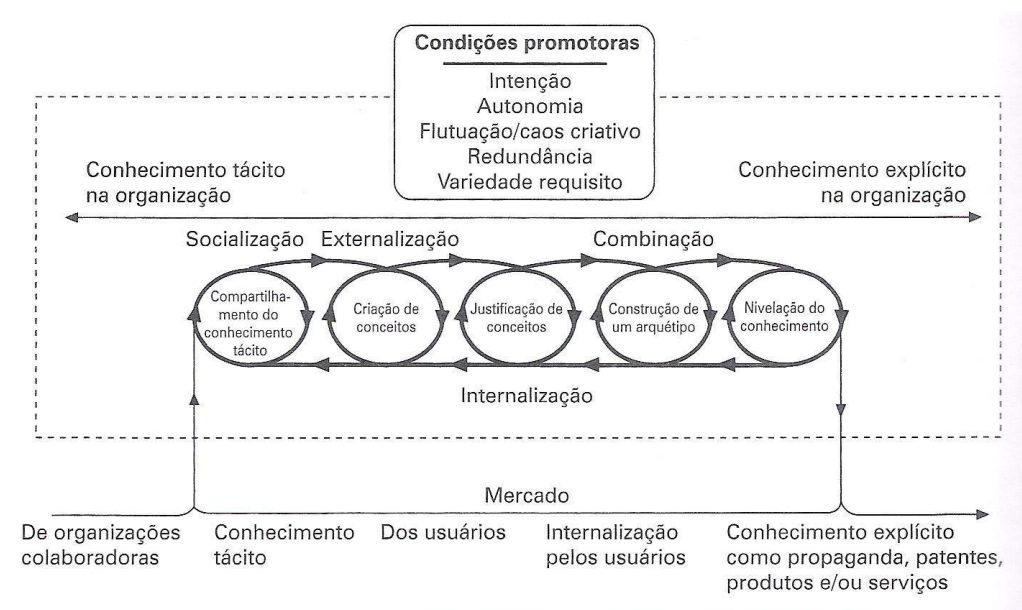 Condições promotoras
Intenção
Autonomia
Flutuação/caos criativo
Redundância
Variedade requisito
Conhecimento tácito
na organização
Conhecimento explícito
na organização
Socialização
Externalização
Combinação
Compartilha-
mento do
conhecimento
tácito
Criação de
conceitos
Justificação de
conceitos
Construção de
um arquétipo
Nivelação do
conhecimento
Internalização
Mercado
De organizações
colaboradoras
Conhecimento
tácito
Dos usuários
Internalização
pelos usuários
Conhecimento explícito
como propaganda, patentes,
produtos e/ou serviços